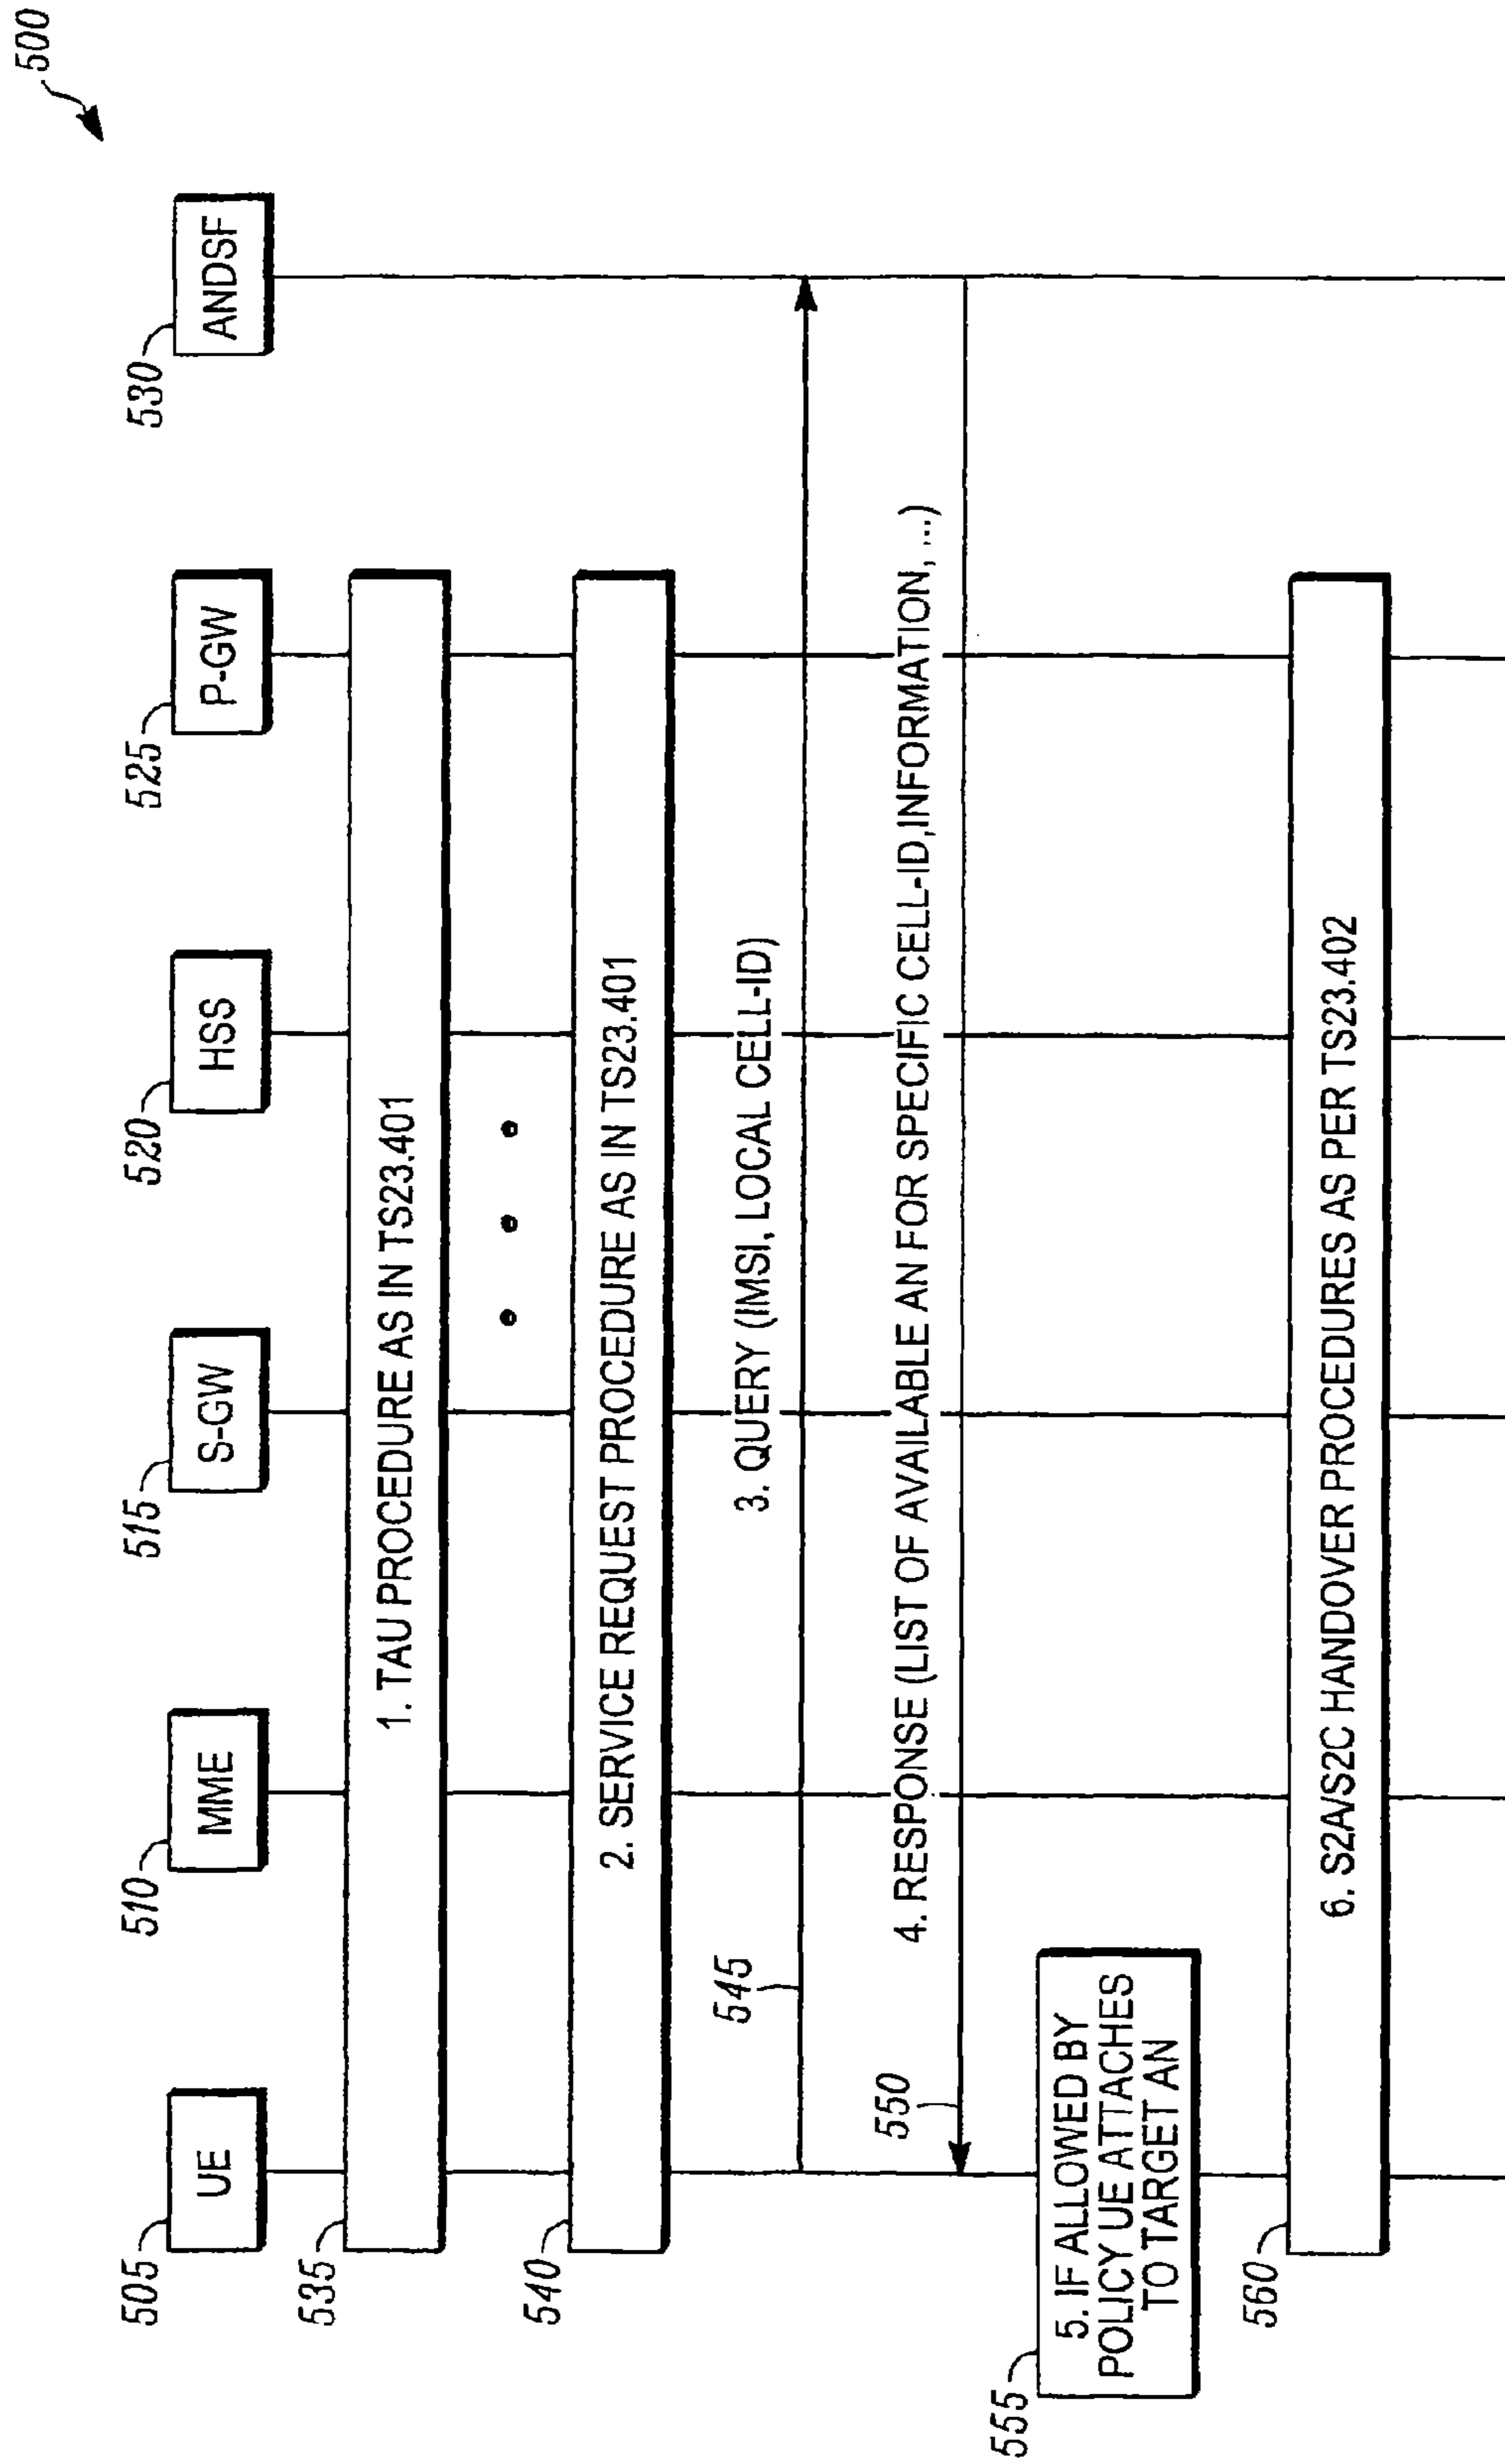 500
505
UE
510
MME
515
S-GW
520
HSS
525
P-GW
530
ANDSF
535
1. TAU PROCEDURE AS IN TS23.401
540
2. SERVICE REQUEST PROCEDURE AS IN TS23.401
545
3. QUERY (IMSI, LOCAL CELL-ID)
550
4. RESPONSE (LIST OF AVAILABLE AN FOR SPECIFIC CELL-ID,INFORMATION, ...)
555
5. IF ALLOWED BY
POLICY UE ATTACHES
TO TARGET AN
560
6. S2A/S2C HANDOVER PROCEDURES AS PER TS23.402